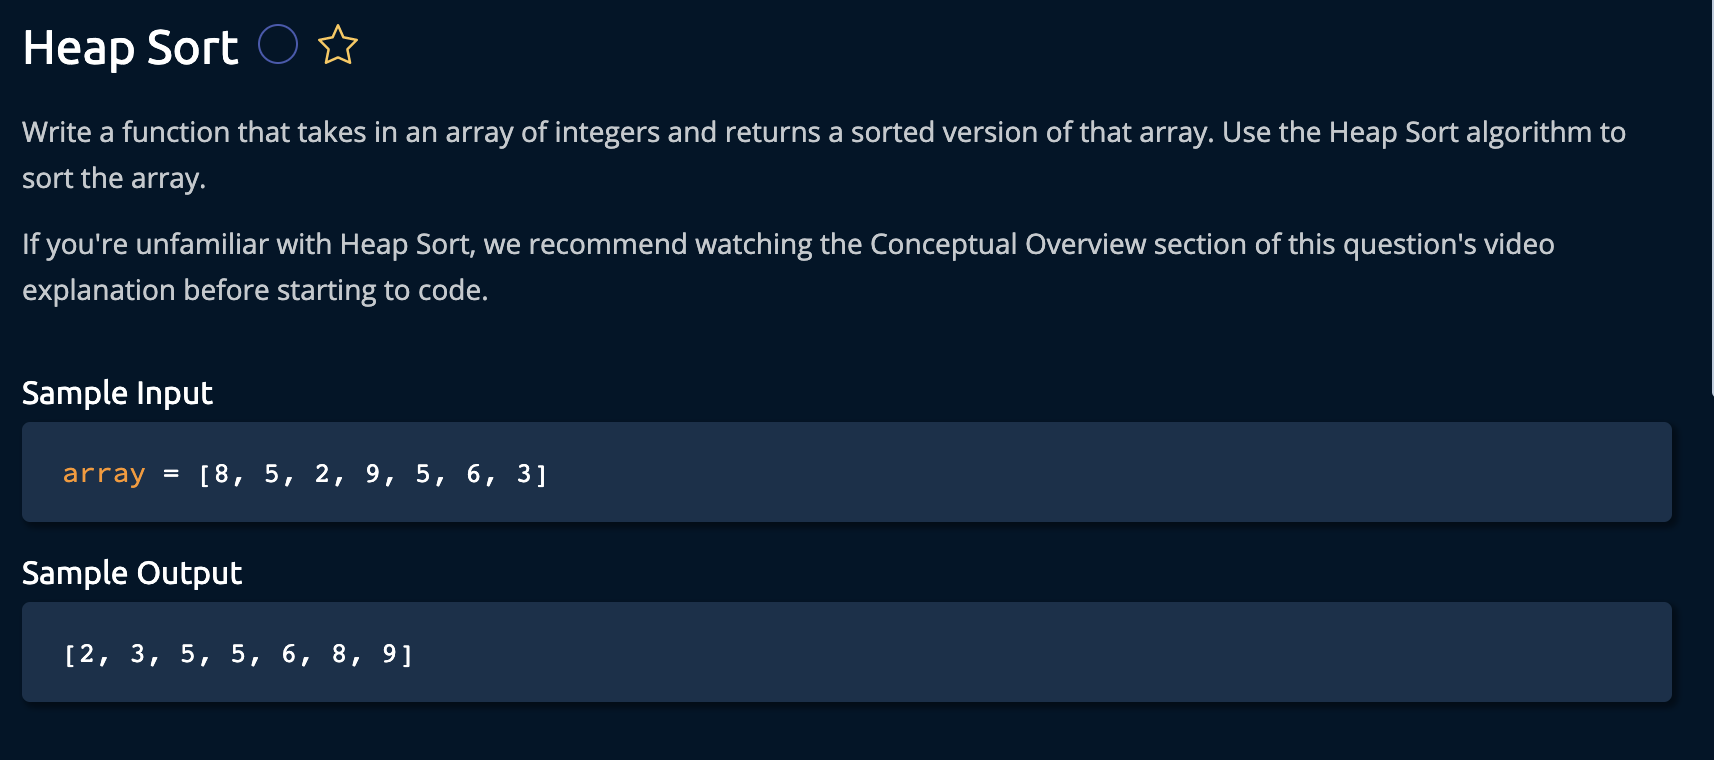 Heap Sort
Write a function that takes in an array of integers and returns a sorted version of that array. Use the Heap Sort algorithm to
sort the array.
If you're unfamiliar with Heap Sort, we recommend watching the Conceptual Overview section of this question's video
explanation before starting to code.
Sample Input
array = [8, 5, 2, 9, 5, 6, 3]
Sample Output
[2, 3, 5, 5, 6, 8, 9]